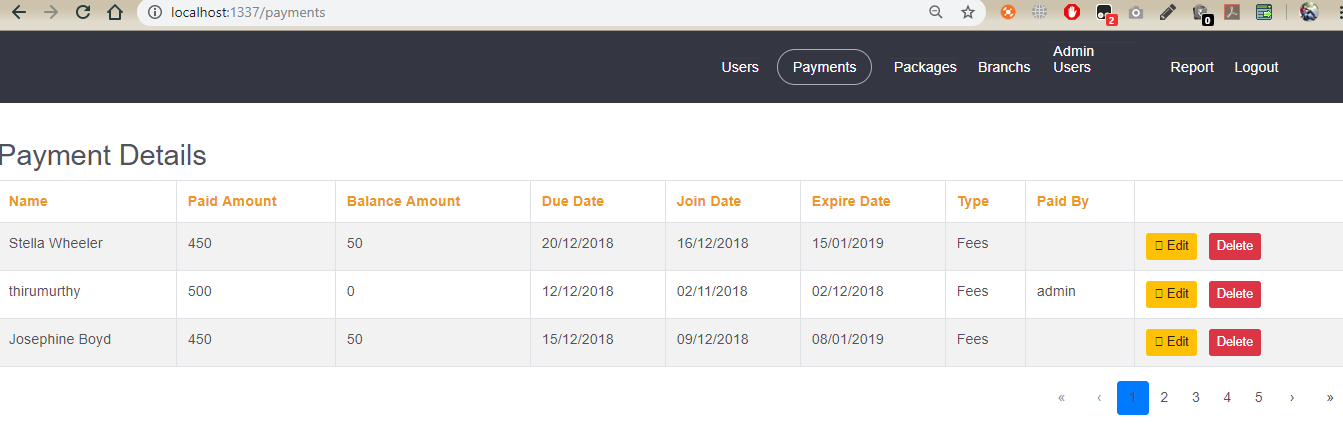 localhost:1337/payments
2
0
Users Payments Packages Branchs Admin Users Report Logout
Payment Details
Name Paid Amount Balance Amount Due Date Join Date Expire Date Type Paid By
Stella Wheeler 450 50 20/12/2018 16/12/2018 15/01/2019 Fees Edit Delete
thirumurthy 500 0 12/12/2018 02/11/2018 02/12/2018 Fees admin Edit Delete
Josephine Boyd 450 50 15/12/2018 09/12/2018 08/01/2019 Fees Edit Delete
« ‹ 1 2 3 4 5 › »